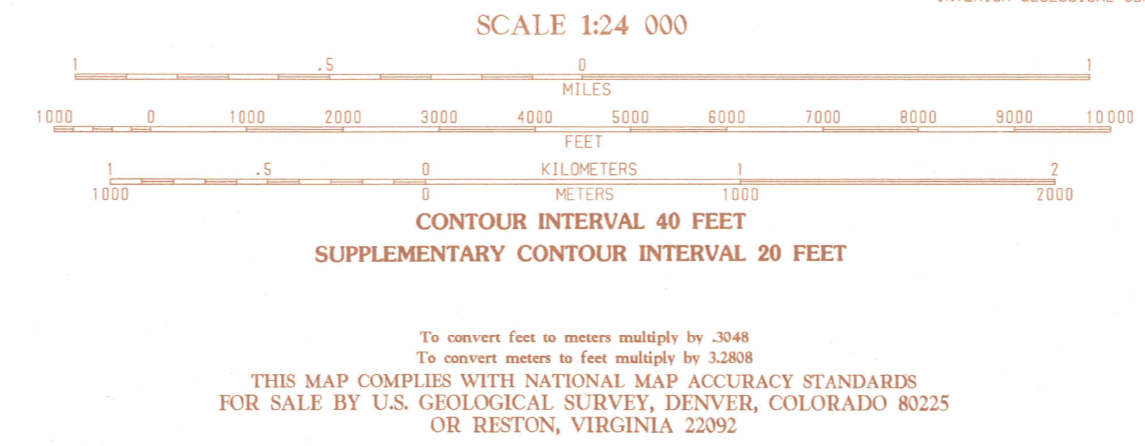 SCALE 1:24 000
1 .5 0 1
MILES
1000 0 1000 2000 3000 4000 5000 6000 7000 8000 9000 10000
FEET
1 .5 0 KILOMETERS 1 2
1000 0 METERS 1000 2000
CONTOUR INTERVAL 40 FEET
SUPPLEMENTARY CONTOUR INTERVAL 20 FEET
To convert feet to meters multiply by .3048
To convert meters to feet multiply by 3.2808
THIS MAP COMPLIES WITH NATIONAL MAP ACCURACY STANDARDS
FOR SALE BY U.S. GEOLOGICAL SURVEY, DENVER, COLORADO 80225
OR RESTON, VIRGINIA 22092